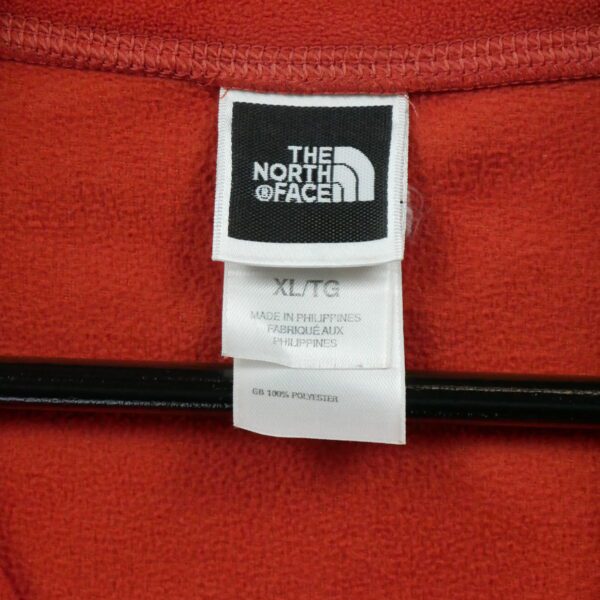 THE
NORTH
®FACE
XL/TG
MADE IN PHILIPPINES
FABRIQUÉ AUX
PHILIPPINES
GB 100% POLYESTER